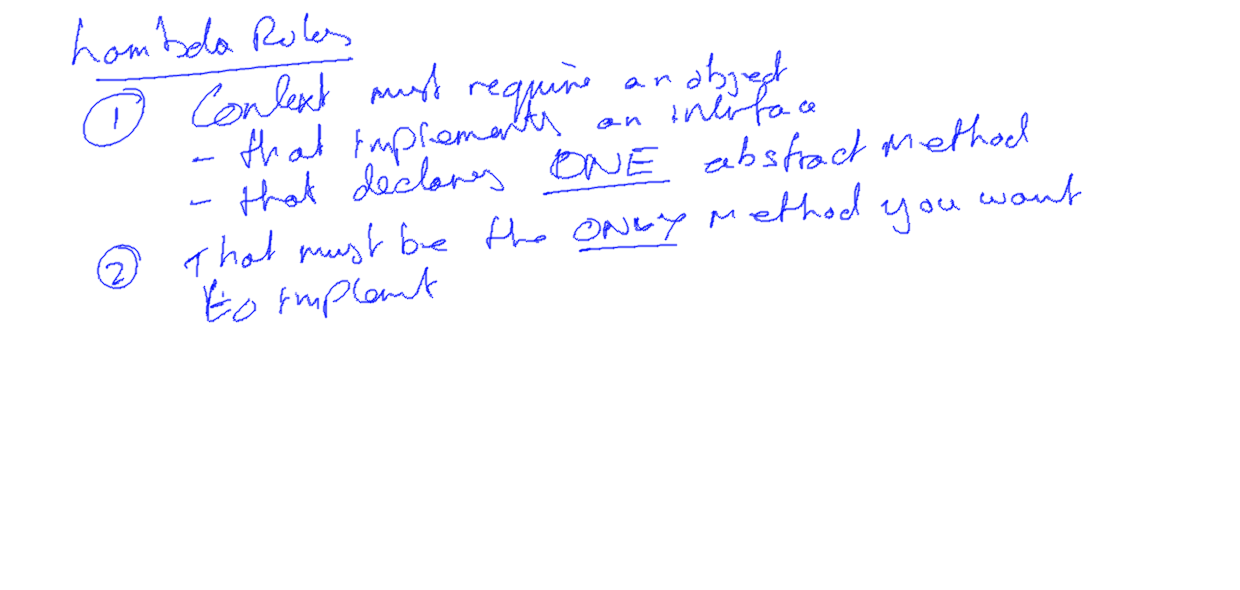 Lambda Rules
① Context must require an object
- that implements an interface
- that declares ONE abstract method
② That must be the ONLY method you want
to implemt